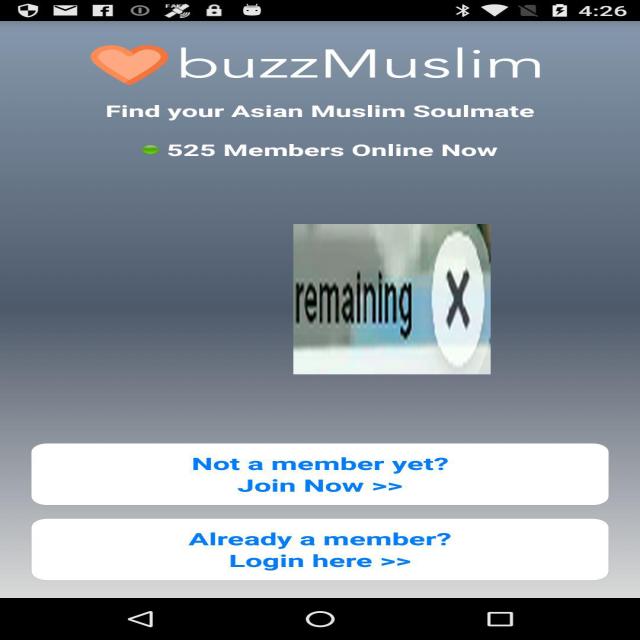 4:26
buzzMuslim
Find your Asian Muslim Soulmate
525 Members Online Now
remaining X
Not a member yet?
Join Now >>
Already a member?
Login here >>